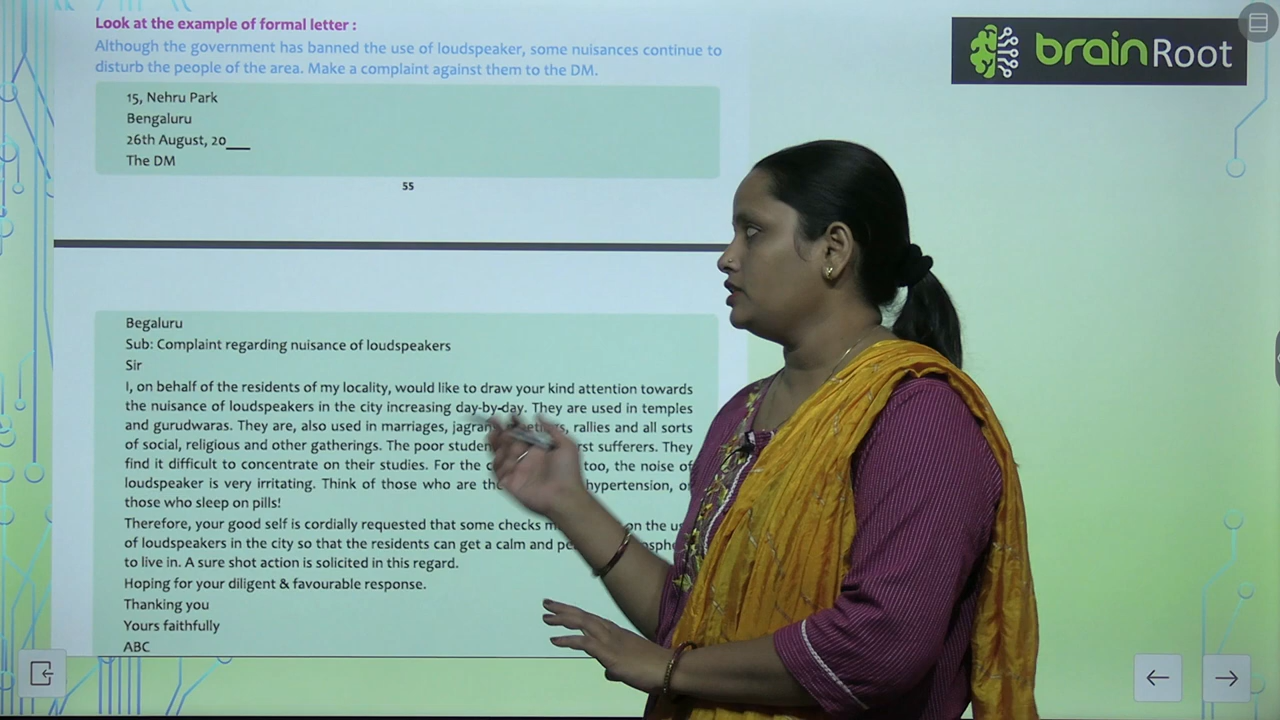 Look at the example of formal letter :
Although the government has banned the use of loudspeaker, some nuisances continue to
disturb the people of the area. Make a complaint against them to the DM.
brainRoot
15, Nehru Park
Bengaluru
26th August, 20__
The DM
55
Begaluru
Sub: Complaint regarding nuisance of loudspeakers
Sir
I, on behalf of the residents of my locality, would like to draw your kind attention towards
the nuisance of loudspeakers in the city increasing day-by-day. They are used in temples
and gurudwaras. They are, also used in marriages, rallies and all sorts
of social, religious and other gatherings. The poor sufferers. They
find it difficult to concentrate on their studies. For the too, the noise of
loudspeaker is very irritating. Think of those who are hypertension,
those who sleep on pills!
Therefore, your good self is cordially requested that some checks on the
of loudspeakers in the city so that the residents can get a calm and
to live in. A sure shot action is solicited in this regard.
Hoping for your diligent & favourable response.
Thanking you
Yours faithfully
ABC